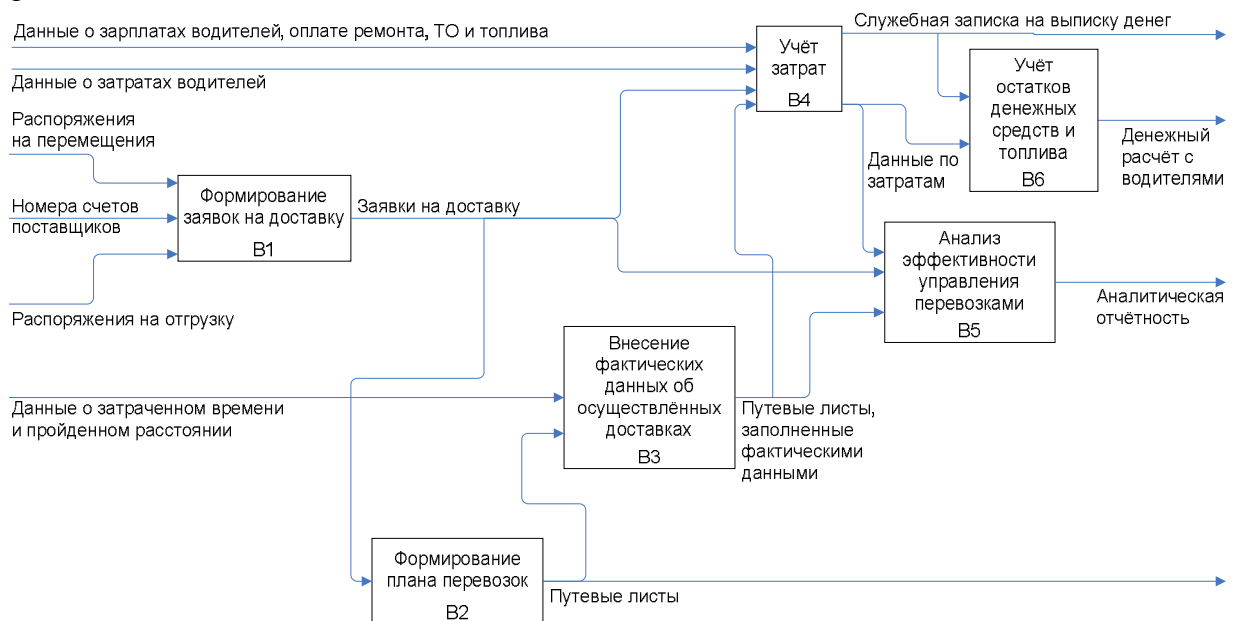 Данные о зарплатах водителей, оплате ремонта, ТО и топлива
Данные о затратах водителей
Распоряжения
на перемещения
Номера счетов
поставщиков
Распоряжения на отгрузку
Формирование
заявок на доставку
В1
Заявки на доставку
Учёт
затрат
В4
Служебная записка на выписку денег
Учёт
остатков
денежных
средств и
топлива
В6
Данные по
затратам
Денежный
расчёт с
водителями
Анализ
эффективности
управления
перевозками
В5
Аналитическая
отчётность
Данные о затраченном времени
и пройденном расстоянии
Внесение
фактических
данных об
осуществлённых
доставках
В3
Путевые листы,
заполненные
фактическими
данными
Формирование
плана перевозок
В2
Путевые листы